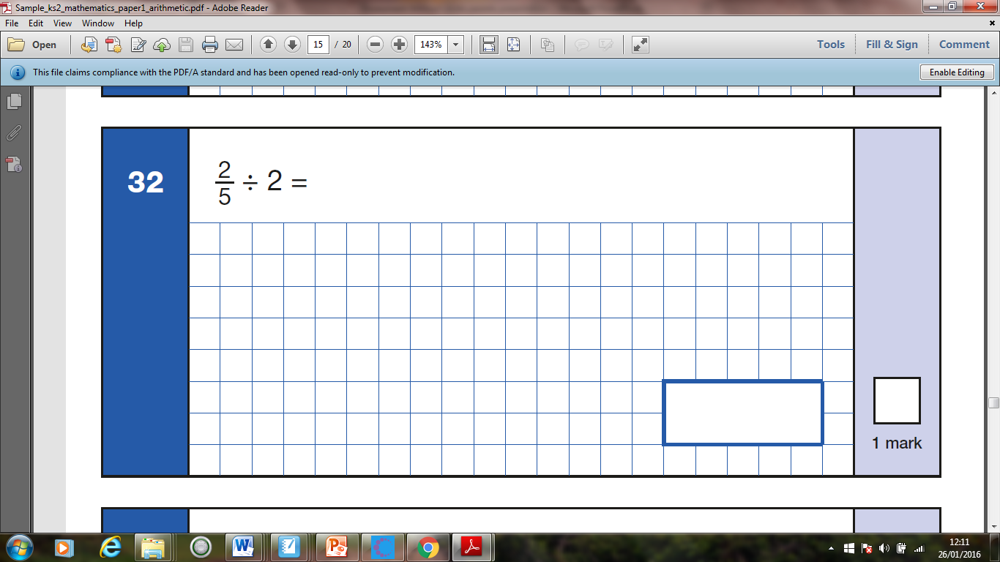 Sample_ks2_mathematics_paper1_arithmetic.pdf - Adobe Reader
File Edit View Window Help
Open 15 / 20 143% Tools Fill & Sign Comment
This file claims compliance with the PDF/A standard and has been opened read-only to prevent modification. Enable Editing
32
2/5 ÷ 2 =
1 mark
12:11
26/01/2016